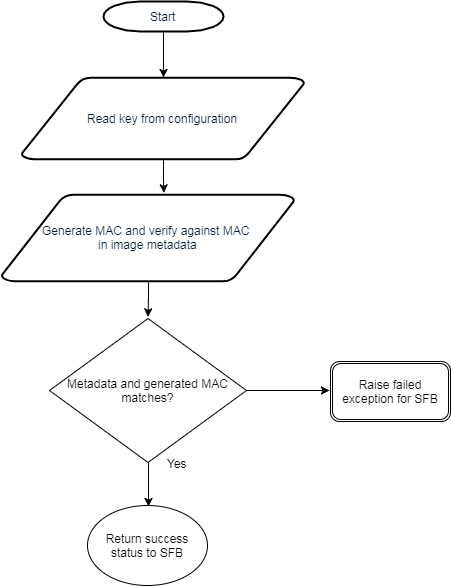 Start
Read key from configuration
Generate MAC and verify against MAC
in image metadata
Metadata and generated MAC
matches?
Raise failed
exception for SFB
Yes
Return success
status to SFB